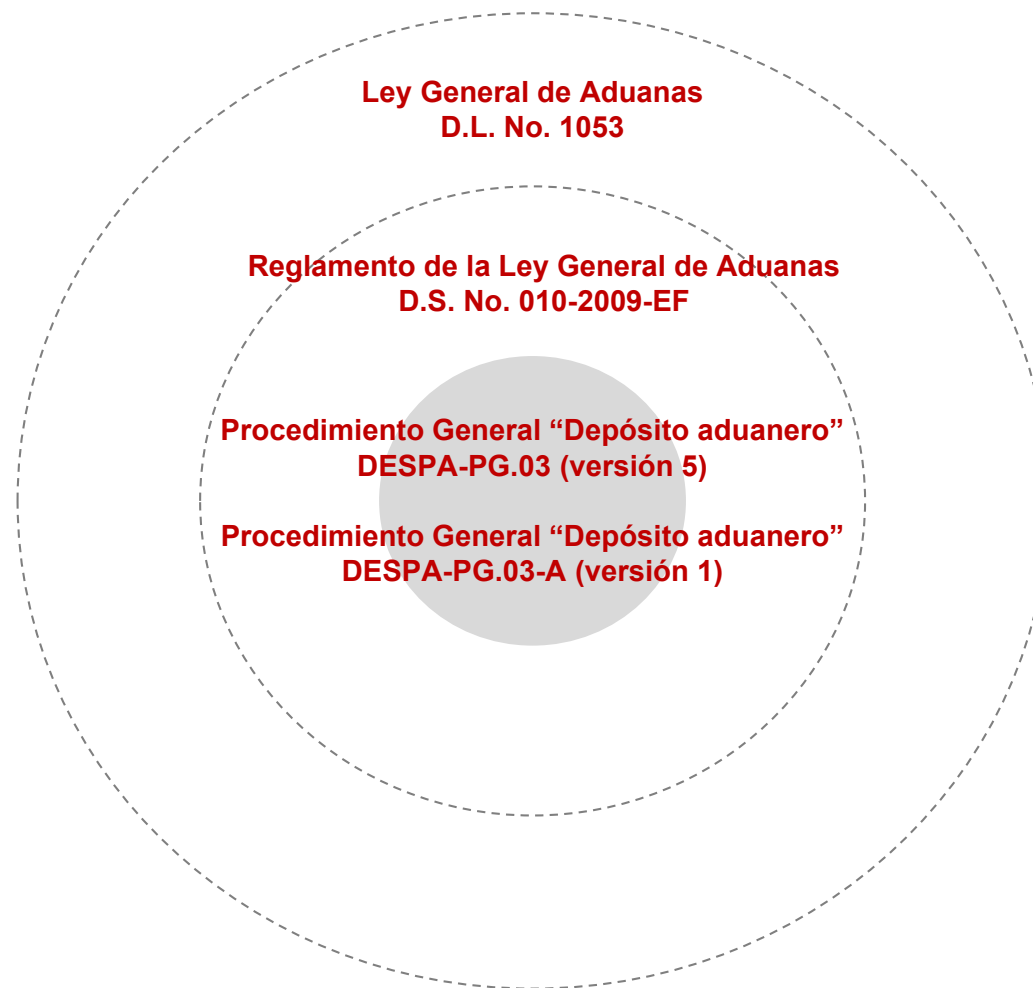 Ley General de Aduanas
D.L. No. 1053
Reglamento de la Ley General de Aduanas
D.S. No. 010-2009-EF
Procedimiento General “Depósito aduanero”
DESPA-PG.03 (versión 5)
Procedimiento General “Depósito aduanero”
DESPA-PG.03-A (versión 1)